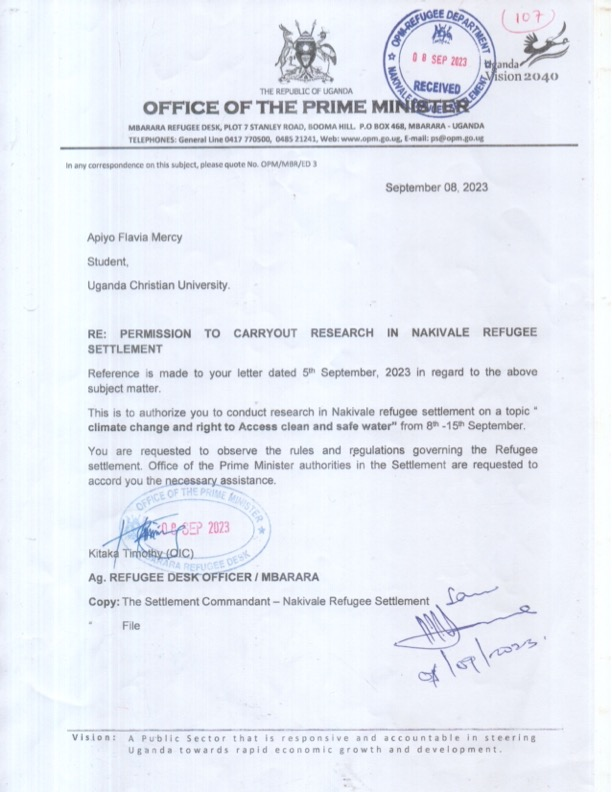 (107)
OPM-REFUGEE DEPARTMENT
08 SEP 2023
RECEIVED
Uganda
Vision 2040
THE REPUBLIC OF UGANDA
OFFICE OF THE PRIME MINISTER
MBARARA REFUGEE DESK, PLOT 7 STANLEY ROAD, BOOMA HILL. P.O BOX 468, MBARARA - UGANDA
TELEPHONES: General Line 0417 770500, 0485 21241, Web: www.opm.go.ug, E-mail: ps@opm.go.ug
In any correspondence on this subject, please quote No. OPM/MBR/ED 3
September 08, 2023
Apiyo Flavia Mercy
Student,
Uganda Christian University.
RE: PERMISSION TO CARRYOUT RESEARCH IN NAKIVALE REFUGEE
SETTLEMENT
Reference is made to your letter dated 5th September, 2023 in regard to the above
subject matter.
This is to authorize you to conduct research in Nakivale refugee settlement on a topic "
climate change and right to Access clean and safe water" from 8th -15th September.
You are requested to observe the rules and regulations governing the Refugee
settlement. Office of the Prime Minister authorities in the Settlement are requested to
accord you the necessary assistance.
OFFICE OF THE PRIME MINISTER
08 SEP 2023
MBARARA REFUGEE DESK
Kitaka Timothy (OIC)
Ag. REFUGEE DESK OFFICER / MBARARA
Copy: The Settlement Commandant – Nakivale Refugee Settlement
" File
08/09/2023.
Vision: A Public Sector that is responsive and accountable in steering
Uganda towards rapid economic growth and development.